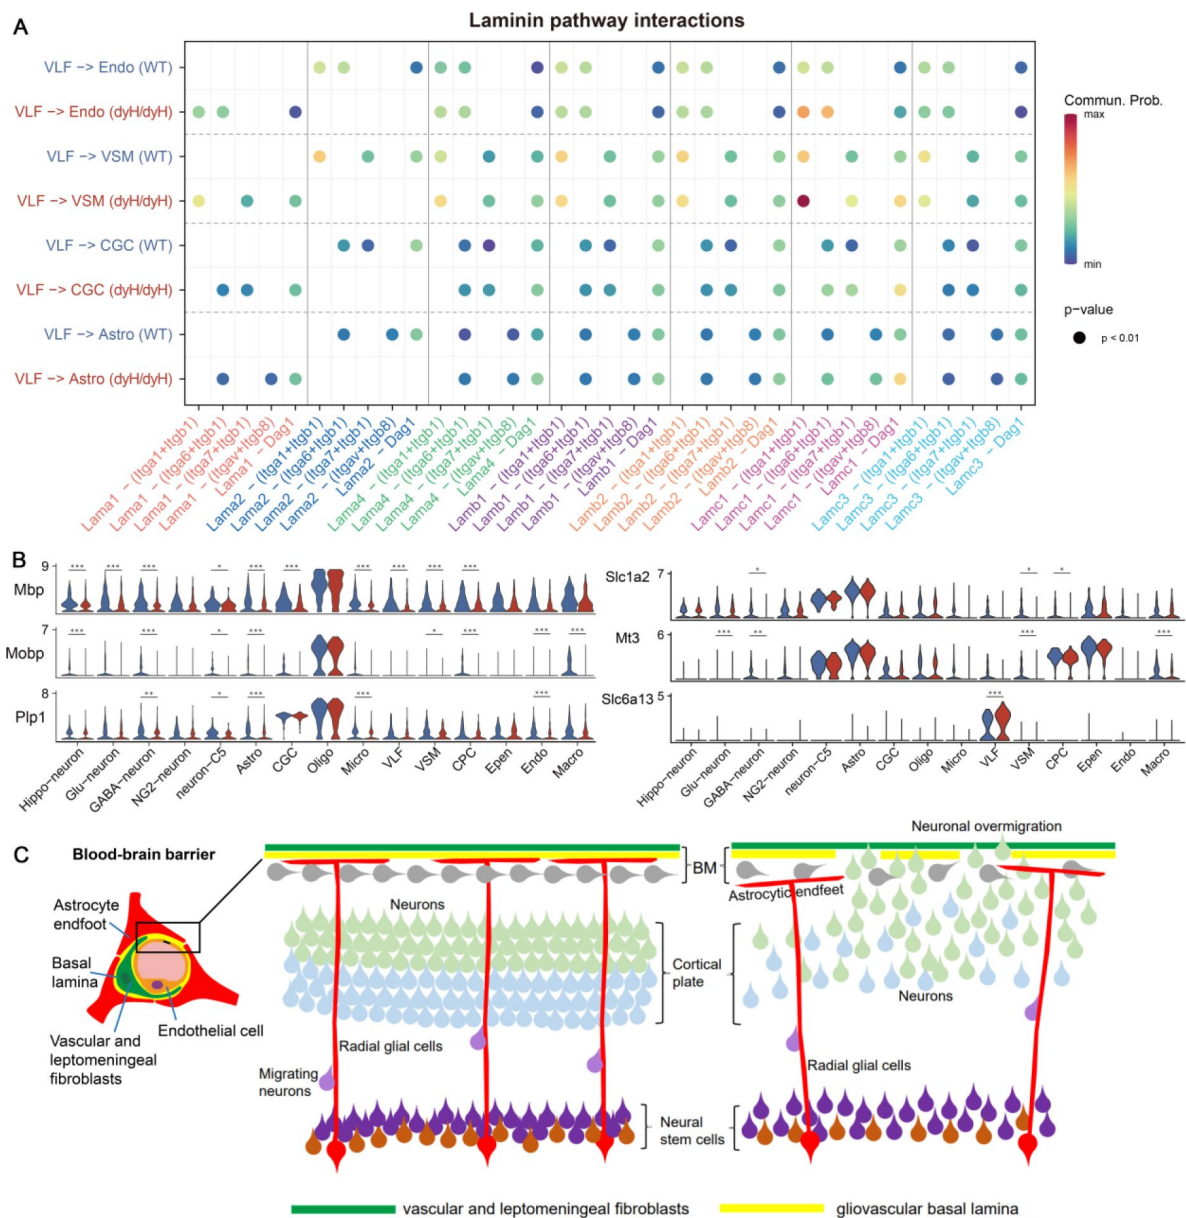 A
Laminin pathway interactions
VLF −> Endo (WT)
VLF −> Endo (dyH/dyH)
VLF −> VSM (WT)
VLF −> VSM (dyH/dyH)
VLF −> CGC (WT)
VLF −> CGC (dyH/dyH)
VLF −> Astro (WT)
VLF −> Astro (dyH/dyH)
Commun. Prob.
max
min
p−value
p < 0.01
Lama1 − (Itga1+Itgb1)
Lama1 − (Itga6+Itgb1)
Lama1 − (Itga7+Itgb1)
Lama1 − (Itgav+Itgb8)
Lama1 − Dag1
Lama2 − (Itga1+Itgb1)
Lama2 − (Itga6+Itgb1)
Lama2 − (Itga7+Itgb1)
Lama2 − (Itgav+Itgb8)
Lama2 − Dag1
Lama4 − (Itga1+Itgb1)
Lama4 − (Itga6+Itgb1)
Lama4 − (Itga7+Itgb1)
Lama4 − (Itgav+Itgb8)
Lama4 − Dag1
Lamb1 − (Itga1+Itgb1)
Lamb1 − (Itga6+Itgb1)
Lamb1 − (Itga7+Itgb1)
Lamb1 − (Itgav+Itgb8)
Lamb1 − Dag1
Lamb2 − (Itga1+Itgb1)
Lamb2 − (Itga6+Itgb1)
Lamb2 − (Itga7+Itgb1)
Lamb2 − (Itgav+Itgb8)
Lamb2 − Dag1
Lamc1 − (Itga1+Itgb1)
Lamc1 − (Itga6+Itgb1)
Lamc1 − (Itga7+Itgb1)
Lamc1 − (Itgav+Itgb8)
Lamc1 − Dag1
Lamc3 − (Itga1+Itgb1)
Lamc3 − (Itga6+Itgb1)
Lamc3 − (Itga7+Itgb1)
Lamc3 − (Itgav+Itgb8)
Lamc3 − Dag1
B
9
Mbp
*** *** *** * *** *** *** *** *** ***
7
Mobp
*** *** * *** * *** *** ***
8
Plp1
** * *** *** ***
Hippo−neuron
Glu−neuron
GABA−neuron
NG2−neuron
neuron−C5
Astro
CGC
Oligo
Micro
VLF
VSM
CPC
Epen
Endo
Macro
Slc1a2
7
* * *
Mt3
6
*** ** *** ***
Slc6a13
5
***
Hippo−neuron
Glu−neuron
GABA−neuron
NG2−neuron
neuron−C5
Astro
CGC
Oligo
Micro
VLF
VSM
CPC
Epen
Endo
Macro
C
Blood-brain barrier
Astrocyte
endfoot
Basal
lamina
Vascular and
leptomeningeal
fibroblasts
Endothelial cell
Neurons
Radial glial cells
Migrating
neurons
BM
Cortical
plate
Neural
stem cells
Neuronal overmigration
Astrocytic endfeet
Neurons
Radial glial cells
vascular and leptomeningeal fibroblasts
gliovascular basal lamina